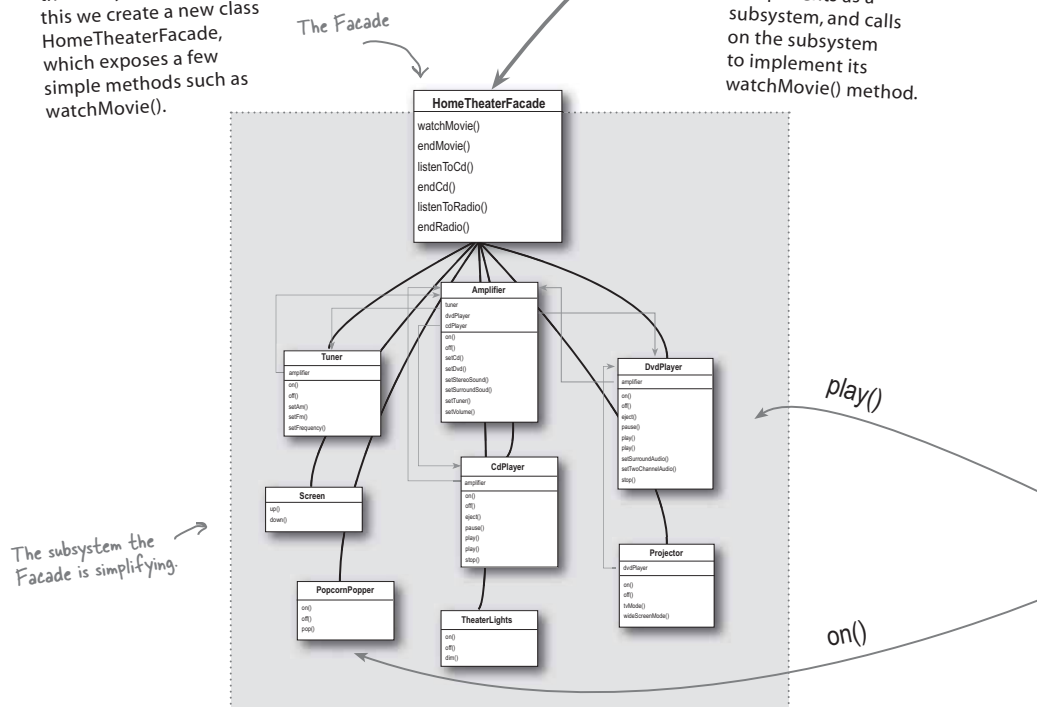 this we create a new class
HomeTheaterFacade,
which exposes a few
simple methods such as
watchMovie().
The Facade
subsystem, and calls
on the subsystem
to implement its
watchMovie() method.
HomeTheaterFacade
watchMovie()
endMovie()
listenToCd()
endCd()
listenToRadio()
endRadio()
Amplifier
tuner
dvdPlayer
cdPlayer
on()
off()
setCd()
setDvd()
setStereoSound()
setSurroundSoud()
setTuner()
setVolume()
Tuner
amplifier
on()
off()
setAm()
setFm()
setFrequency()
DvdPlayer
amplifier
on()
off()
eject()
pause()
play()
play()
setSurroundAudio()
setTwoChannelAudio()
stop()
play()
Screen
up()
down()
CdPlayer
amplifier
on()
off()
eject()
pause()
play()
play()
stop()
The subsystem the
Facade is simplifying.
Projector
dvdPlayer
on()
off()
tvMode()
wideScreenMode()
PopcornPopper
on()
off()
pop()
TheaterLights
on()
off()
dim()
on()